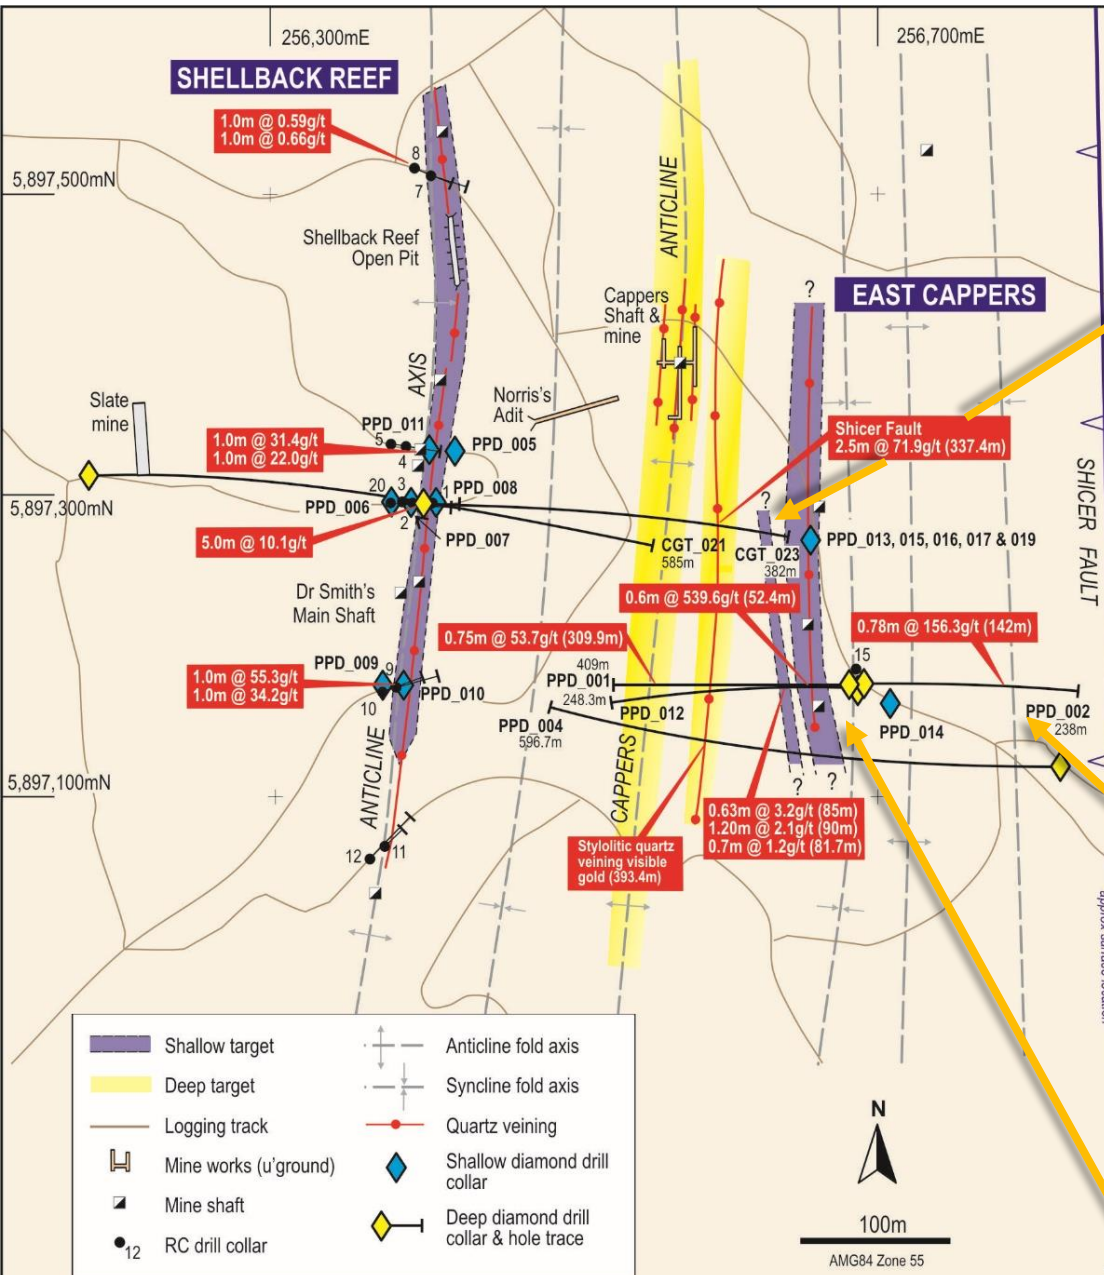 256,300mE
256,700mE
SHELLBACK REEF
1.0m @ 0.59g/t
1.0m @ 0.66g/t
8
7
5,897,500mN
Shellback Reef
Open Pit
ANTICLINE
?
EAST CAPPERS
Cappers
Shaft &
mine
AXIS
Norris's
Adit
Slate
mine
PPD_011
5
4
PPD_005
1.0m @ 31.4g/t
1.0m @ 22.0g/t
Shicer Fault
2.5m @ 71.9g/t (337.4m)
SHICER FAULT
20
3
1
PPD_008
5,897,300mN
PPD_006
2
PPD_007
?
5.0m @ 10.1g/t
CGT_021
585m
CGT_023
382m
PPD_013, 015, 016, 017 & 019
Dr Smith's
Main Shaft
0.6m @ 539.6g/t (52.4m)
0.75m @ 53.7g/t (309.9m)
0.78m @ 156.3g/t (142m)
PPD_009
9
1.0m @ 55.3g/t
1.0m @ 34.2g/t
10
PPD_010
409m
PPD_001
248.3m
PPD_012
PPD_004
596.7m
15
PPD_014
PPD_002
238m
CAPPERS
5,897,100mN
ANTICLINE
?
?
0.63m @ 3.2g/t (85m)
1.20m @ 2.1g/t (90m)
0.7m @ 1.2g/t (81.7m)
Stylolitic quartz
veining visible
gold (393.4m)
12
11
Shallow target
Deep target
Logging track
Mine works (u'ground)
Mine shaft
12
RC drill collar
Anticline fold axis
Syncline fold axis
Quartz veining
Shallow diamond drill
collar
Deep diamond drill
collar & hole trace
N
100m
AMG84 Zone 55